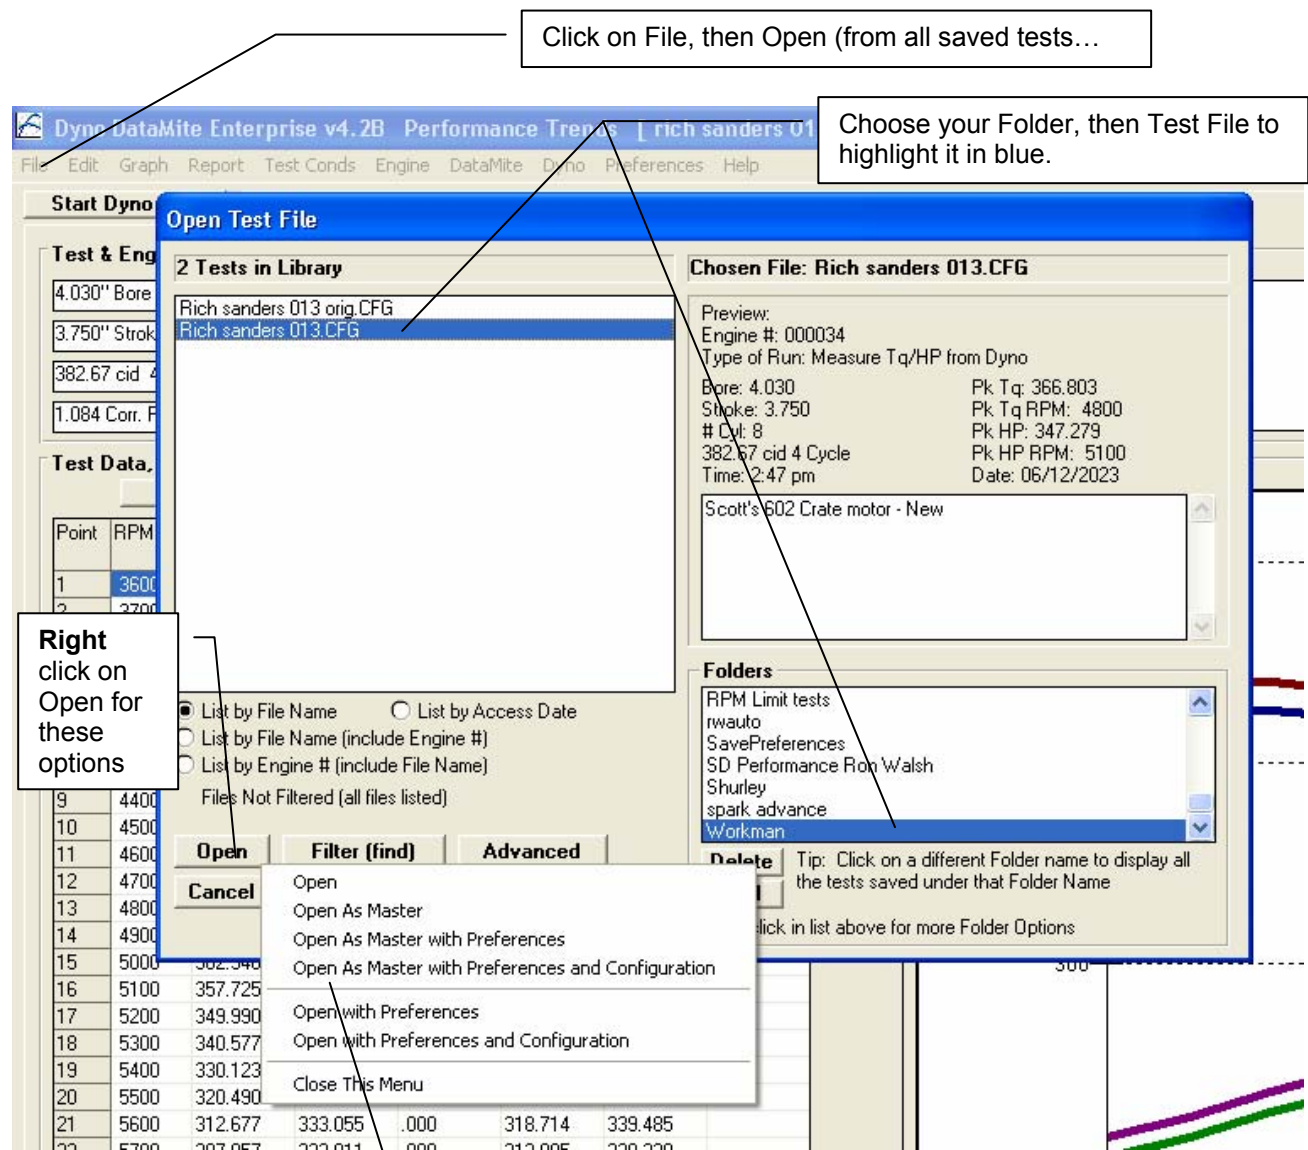 Click on File, then Open (from all saved tests…
Choose your Folder, then Test File to
highlight it in blue.
Dyno DataMite Enterprise v4.2B Performance Trends [ rich sanders 01
File Edit Graph Report Test Conds Engine DataMite Dyno Preferences Help
Start Dyno
Open Test File
Test & Eng
4.030" Bore
3.750" Strok
382.67 cid 4
1.084 Corr. F
Test Data,
Point RPM
1 3600
2 3700
2 Tests in Library
Rich sanders 013 orig.CFG
Rich sanders 013.CFG
Chosen File: Rich sanders 013.CFG
Preview:
Engine #: 000034
Type of Run: Measure Tq/HP from Dyno
Bore: 4.030 Pk Tq: 366.803
Stroke: 3.750 Pk Tq RPM: 4800
# Cyl: 8 Pk HP: 347.279
382.67 cid 4 Cycle Pk HP RPM: 5100
Time: 2:47 pm Date: 06/12/2023
Scott's 602 Crate motor - New
Right
click on
Open for
these
options
List by File Name List by Access Date
List by File Name (include Engine #)
List by Engine # (include File Name)
Files Not Filtered (all files listed)
Folders
RPM Limit tests
rwauto
SavePreferences
SD Performance Ron Walsh
Shurley
spark advance
Workman
Open Filter (find) Advanced
Cancel
Delete
Tip: Click on a different Folder name to display all
the tests saved under that Folder Name
click in list above for more Folder Options
Open
Open As Master
Open As Master with Preferences
Open As Master with Preferences and Configuration
Open with Preferences
Open with Preferences and Configuration
Close This Menu
9 4400
10 4500
11 4600
12 4700
13 4800
14 4900
15 5000
16 5100 357.725
17 5200 349.990
18 5300 340.577
19 5400 330.123
20 5500 320.490
21 5600 312.677 333.055 .000 318.714 339.485
300